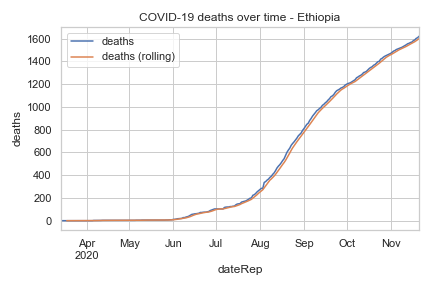 COVID-19 deaths over time - Ethiopia
deaths
deaths (rolling)
1600
1400
1200
1000
800
600
400
200
0
deaths
Apr May Jun Jul Aug Sep Oct Nov
2020
dateRep